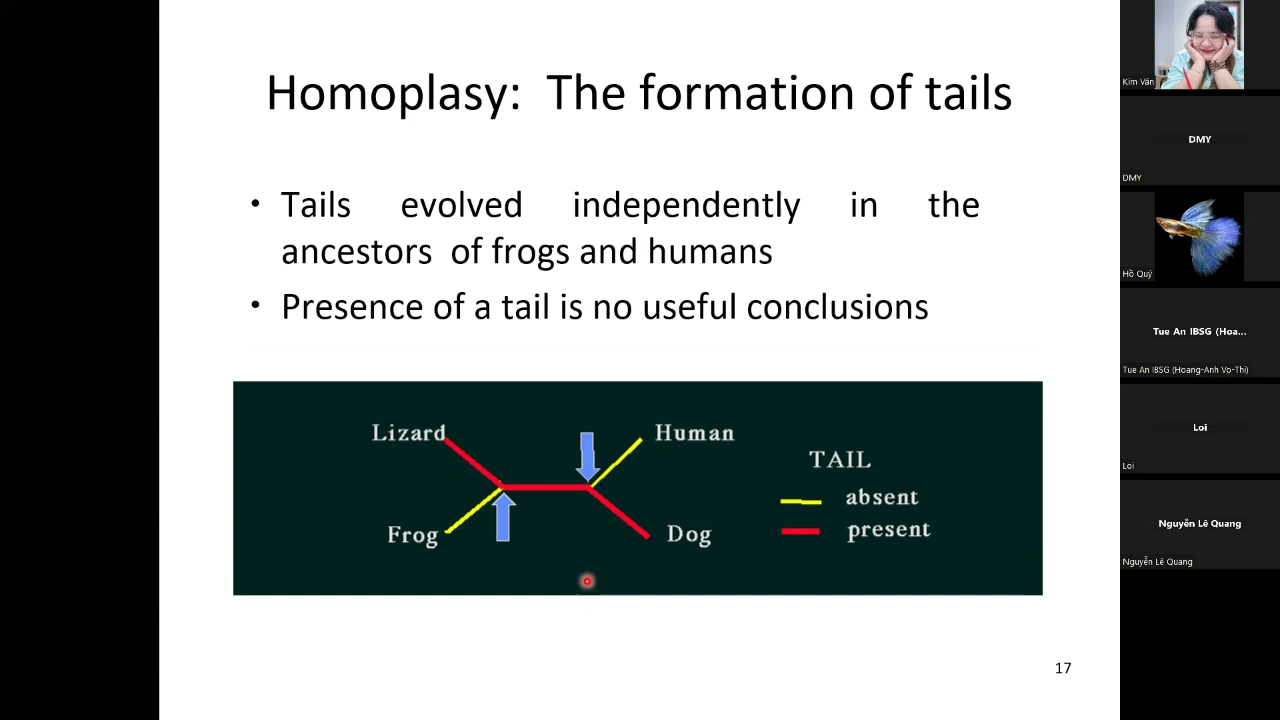 Homoplasy: The formation of tails
• Tails evolved independently in the
ancestors of frogs and humans
• Presence of a tail is no useful conclusions
Lizard
Human
TAIL
absent
Frog
Dog
present
17
Kim Vân
DMY
DMY
Hồ Quý
Tue An IBSG (Hoa...
Tue An IBSG (Hoang-Anh Vo-Thi)
Loi
Loi
Nguyễn Lê Quang
Nguyễn Lê Quang